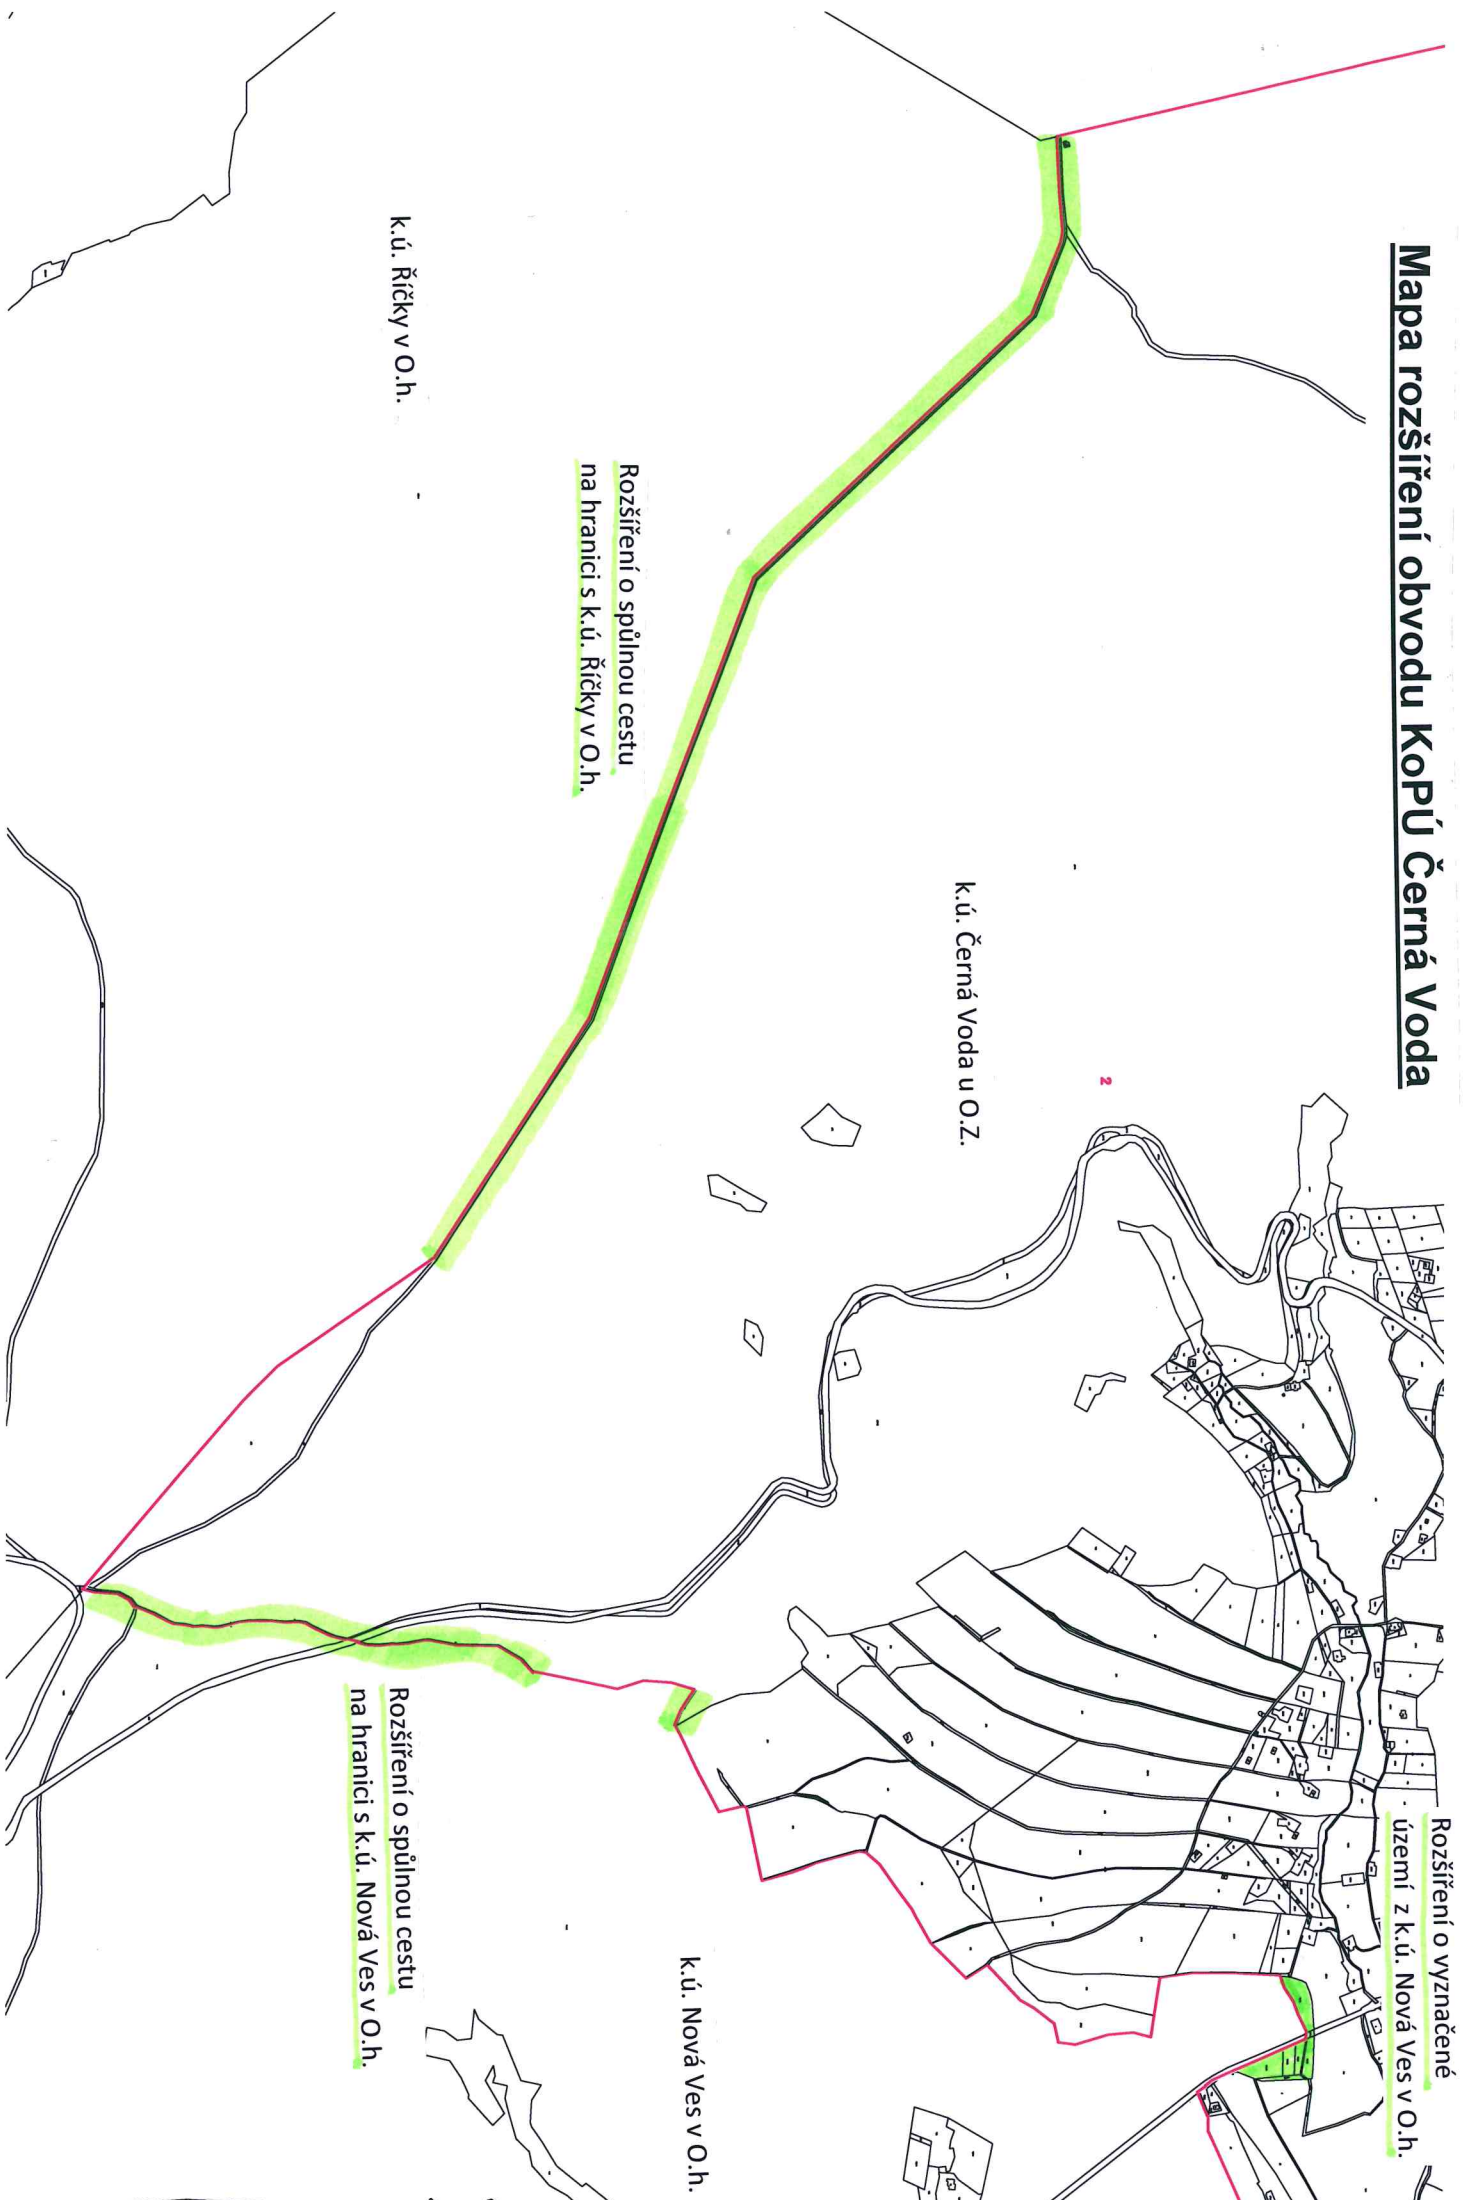 Mapa rozšíření obvodu KoPÚ Černá Voda
Rozšíření o vyznačené
území z k.ú. Nová Ves v O.h.
2
k.ú. Černá Voda u O.Z.
k.ú. Nová Ves v O.h.
Rozšíření o spůlnou cestu
na hranici s k.ú. Říčky v O.h.
k.ú. Říčky v O.h.
Rozšíření o spůlnou cestu
na hranici s k.ú. Nová Ves v O.h.